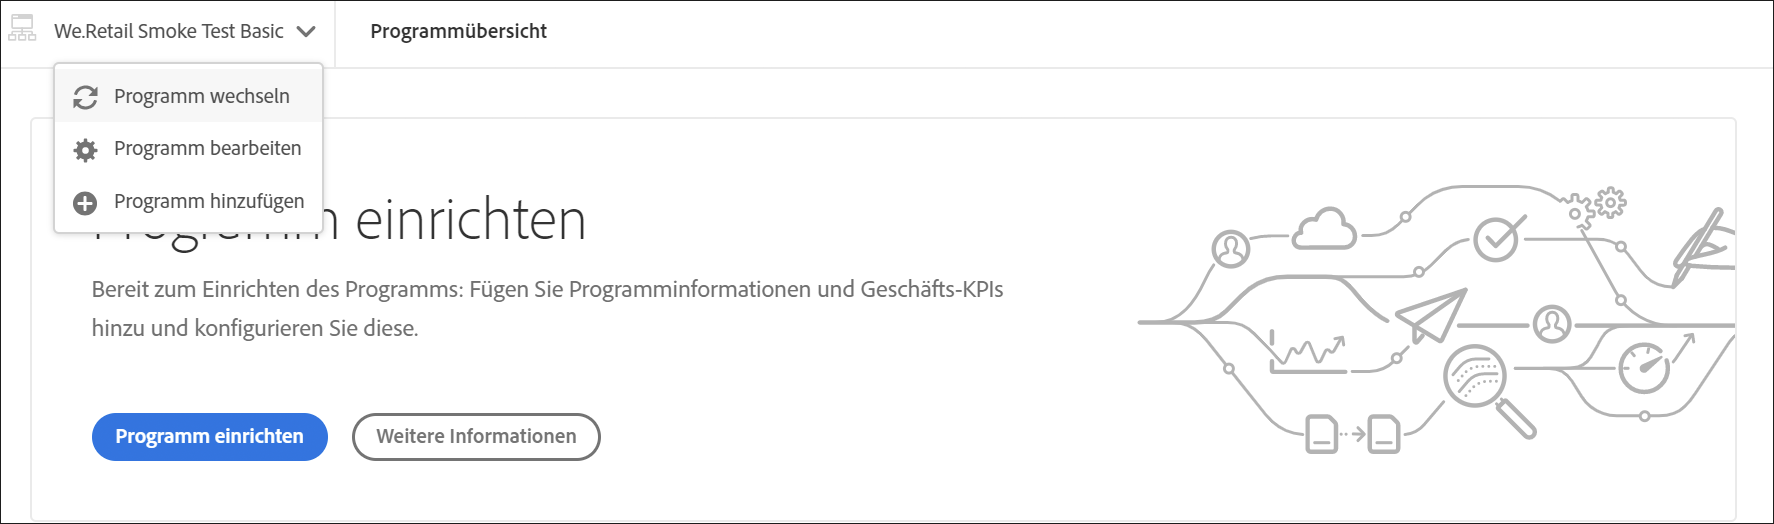 We.Retail Smoke Test Basic
Programmübersicht
Programm wechseln
Programm bearbeiten
Programm hinzufügen
Programm einrichten
Bereit zum Einrichten des Programms: Fügen Sie Programminformationen und Geschäfts-KPIs
hinzu und konfigurieren Sie diese.
Programm einrichten
Weitere Informationen